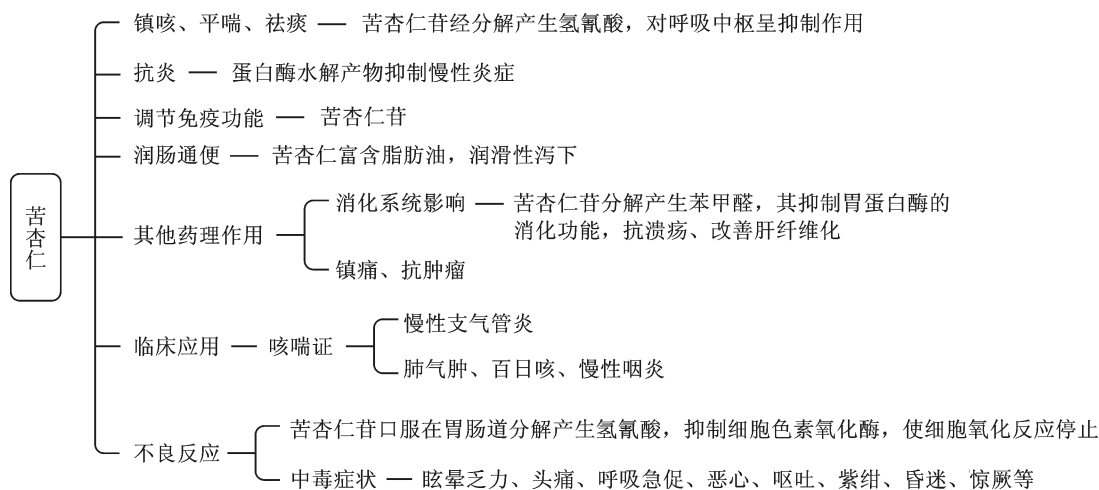 镇咳、平喘、祛痰 — 苦杏仁苷经分解产生氢氰酸，对呼吸中枢呈抑制作用
抗炎 — 蛋白酶水解产物抑制慢性炎症
调节免疫功能 — 苦杏仁苷
润肠通便 — 苦杏仁富含脂肪油，润滑性泻下
苦杏仁
其他药理作用
消化系统影响 — 苦杏仁苷分解产生苯甲醛，其抑制胃蛋白酶的
消化功能，抗溃疡、改善肝纤维化
镇痛、抗肿瘤
临床应用 — 咳喘证
慢性支气管炎
肺气肿、百日咳、慢性咽炎
不良反应
苦杏仁苷口服在胃肠道分解产生氢氰酸，抑制细胞色素氧化酶，使细胞氧化反应停止
中毒症状 — 眩晕乏力、头痛、呼吸急促、恶心、呕吐、紫绀、昏迷、惊厥等